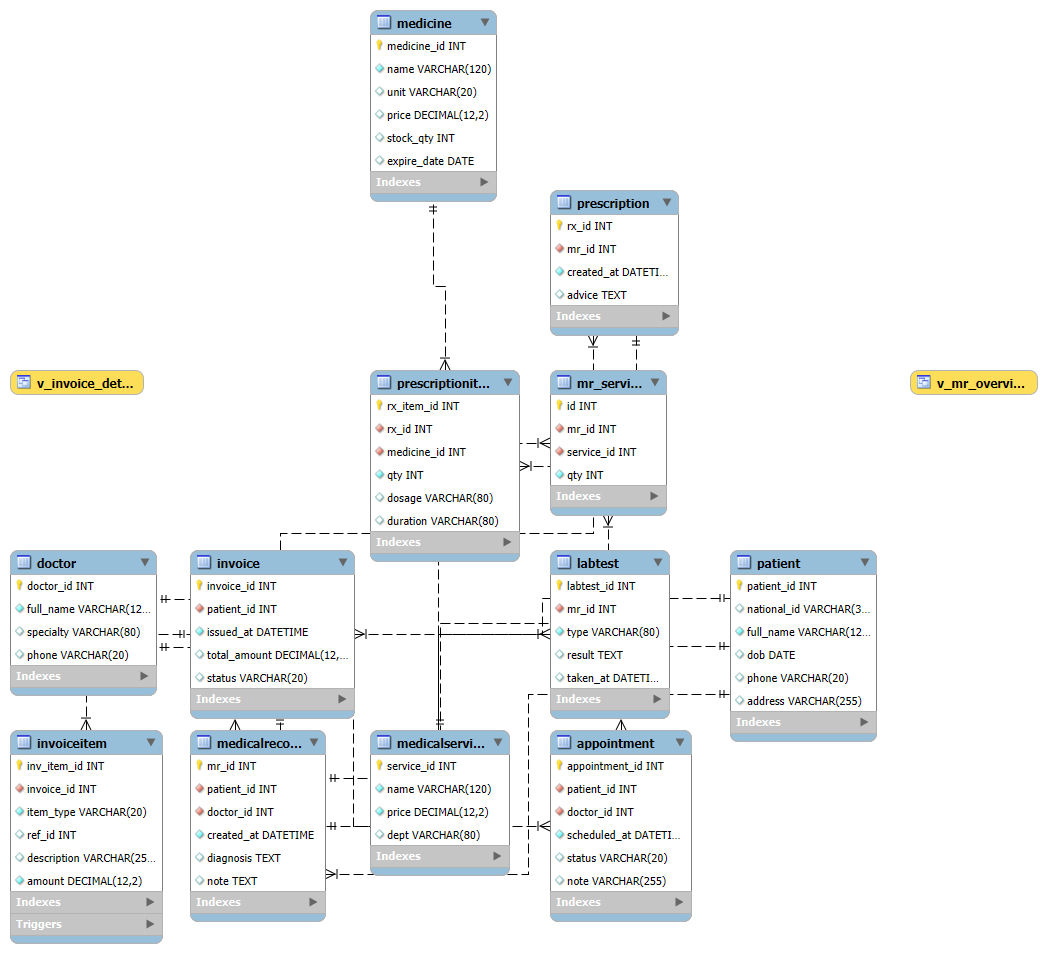 medicine
medicine_id INT
name VARCHAR(120)
unit VARCHAR(20)
price DECIMAL(12,2)
stock_qty INT
expire_date DATE
Indexes
prescription
rx_id INT
mr_id INT
created_at DATETI...
advice TEXT
Indexes
v_invoice_det...
prescriptionit...
rx_item_id INT
rx_id INT
medicine_id INT
qty INT
dosage VARCHAR(80)
duration VARCHAR(80)
Indexes
mr_servi...
id INT
mr_id INT
service_id INT
qty INT
Indexes
v_mr_overvi...
doctor
doctor_id INT
full_name VARCHAR(12...
specialty VARCHAR(80)
phone VARCHAR(20)
Indexes
invoice
invoice_id INT
patient_id INT
issued_at DATETIME
total_amount DECIMAL(12,...
status VARCHAR(20)
Indexes
labtest
labtest_id INT
mr_id INT
type VARCHAR(80)
result TEXT
taken_at DATETI...
Indexes
patient
patient_id INT
national_id VARCHAR(3...
full_name VARCHAR(12...
dob DATE
phone VARCHAR(20)
address VARCHAR(255)
Indexes
invoiceitem
inv_item_id INT
invoice_id INT
item_type VARCHAR(20)
ref_id INT
description VARCHAR(25...
amount DECIMAL(12,2)
Indexes
Triggers
medicalreco...
mr_id INT
patient_id INT
doctor_id INT
created_at DATETIME
diagnosis TEXT
note TEXT
Indexes
medicalservi...
service_id INT
name VARCHAR(120)
price DECIMAL(12,2)
dept VARCHAR(80)
Indexes
appointment
appointment_id INT
patient_id INT
doctor_id INT
scheduled_at DATETI...
status VARCHAR(20)
note VARCHAR(255)
Indexes